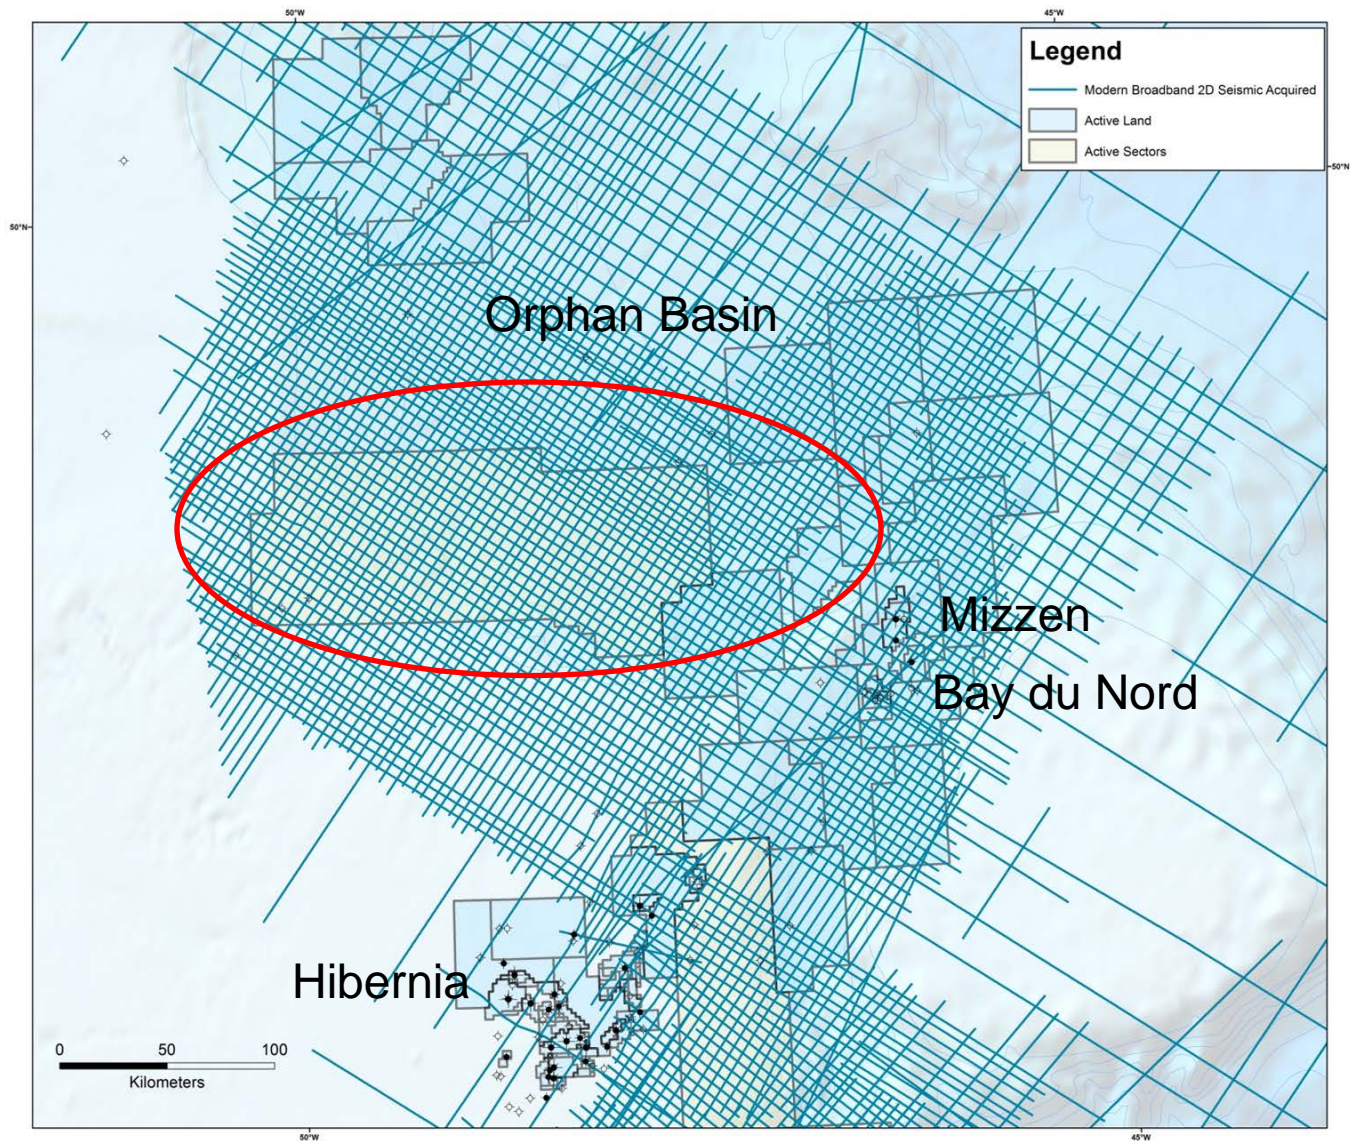 50°W
45°W
Legend
Modern Broadband 2D Seismic Acquired
Active Land
Active Sectors
50°N
50°N
Orphan Basin
Mizzen
Bay du Nord
Hibernia
0 50 100
Kilometers
50°W
45°W